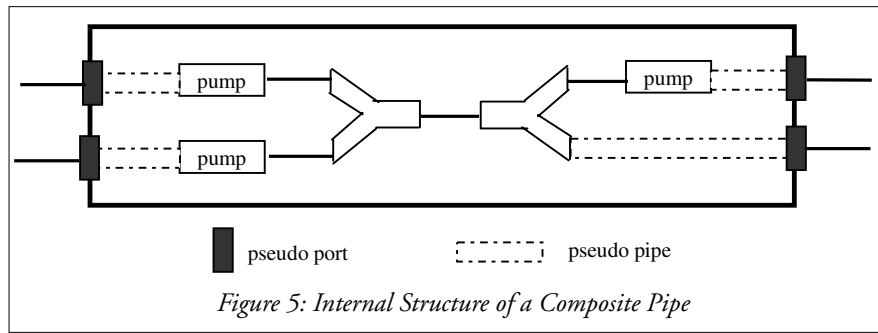 pump
pump
pump
pseudo port
pseudo pipe
Figure 5: Internal Structure of a Composite Pipe